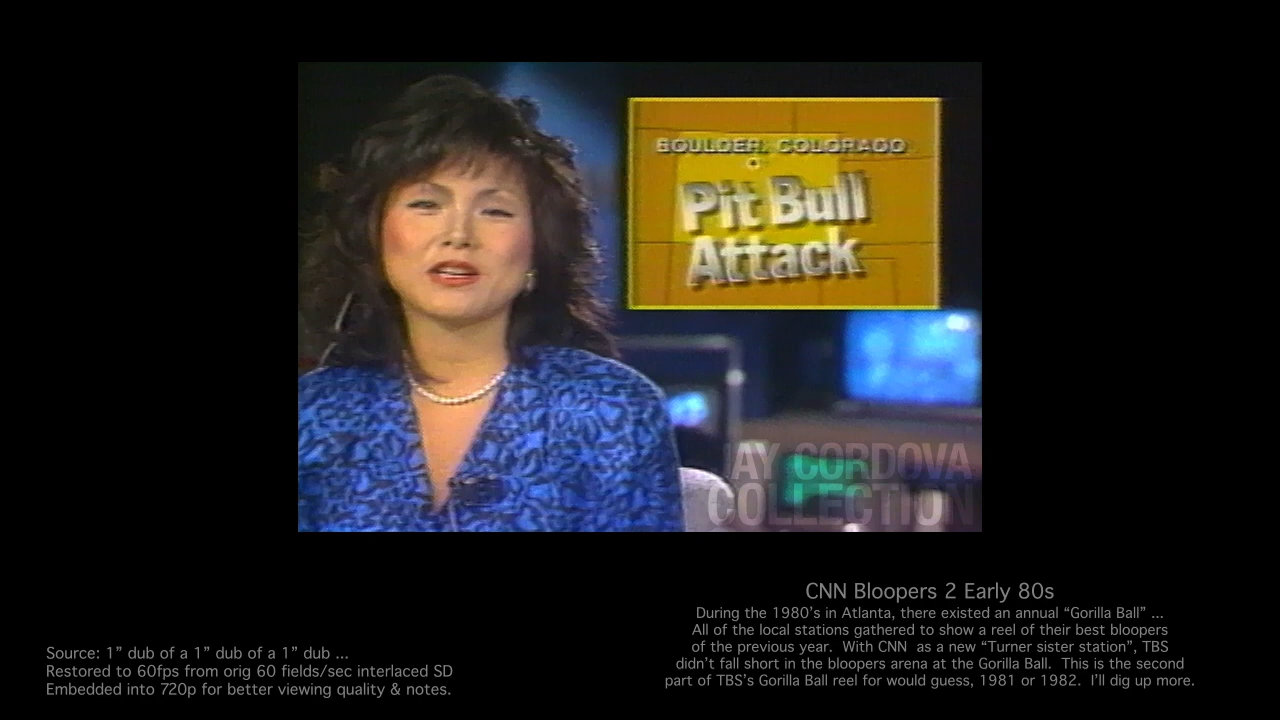 BOULDER, COLORADO
Pit Bull
Attack
AY CORDOVA
COLLECTION
CNN Bloopers 2 Early 80s
During the 1980's in Atlanta, there existed an annual “Gorilla Ball” ...
All of the local stations gathered to show a reel of their best bloopers
of the previous year.  With CNN  as a new “Turner sister station”, TBS
didn't fall short in the bloopers arena at the Gorilla Ball.  This is the second
part of TBS's Gorilla Ball reel for would guess, 1981 or 1982.  I'll dig up more.
Source: 1” dub of a 1” dub of a 1” dub ...
Restored to 60fps from orig 60 fields/sec interlaced SD
Embedded into 720p for better viewing quality & notes.